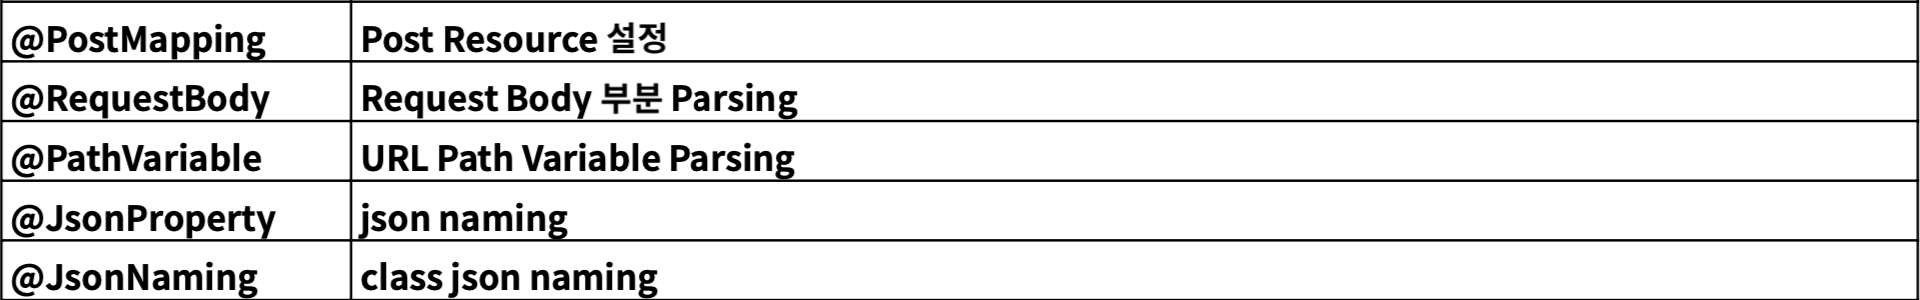 @PostMapping Post Resource 설정
@RequestBody Request Body 부분 Parsing
@PathVariable URL Path Variable Parsing
@JsonProperty json naming
@JsonNaming class json naming